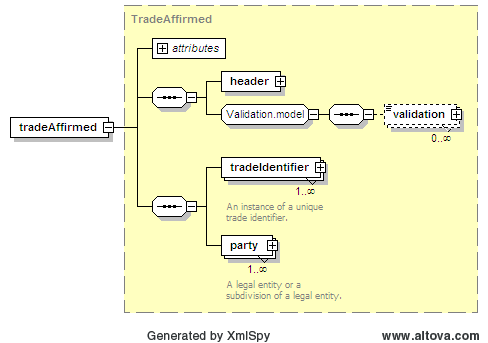 TradeAffirmed
attributes
header
Validation.model
validation
0..∞
tradeAffirmed
tradeIdentifier
1..∞
An instance of a unique
trade identifier.
party
1..∞
A legal entity or a
subdivision of a legal entity.
Generated by XmlSpy
www.altova.com